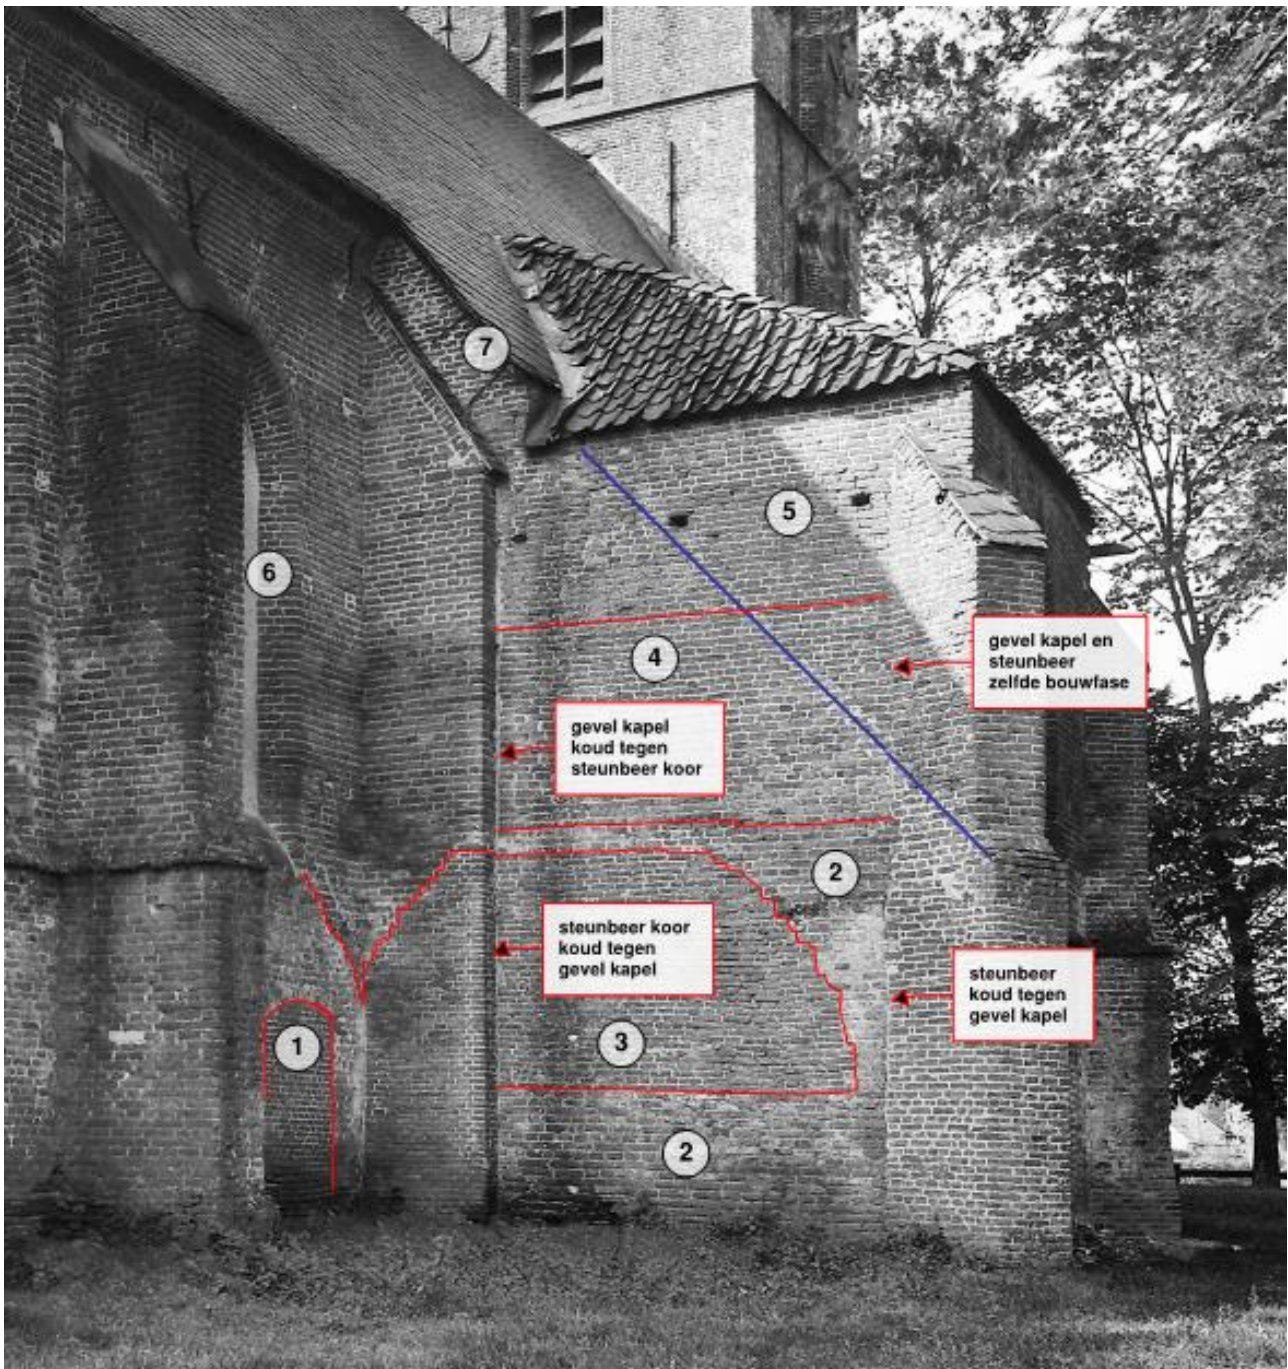 7
5
6
gevel kapel en
steunbeer
zelfde bouwfase
4
gevel kapel
koud tegen
steunbeer koor
2
steunbeer koor
koud tegen
gevel kapel
steunbeer
koud tegen
gevel kapel
1
3
2